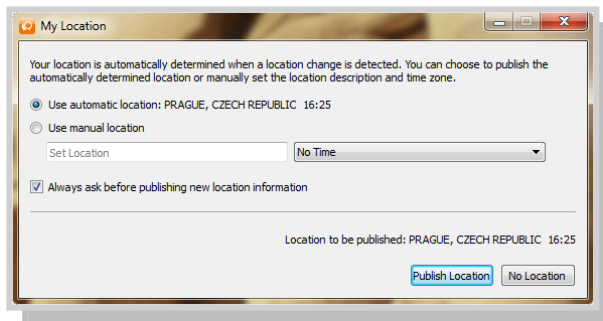 My Location
Your location is automatically determined when a location change is detected. You can choose to publish the
automatically determined location or manually set the location description and time zone.
Use automatic location: PRAGUE, CZECH REPUBLIC 16:25
Use manual location
Set Location No Time
Always ask before publishing new location information
Location to be published: PRAGUE, CZECH REPUBLIC 16:25
Publish Location No Location